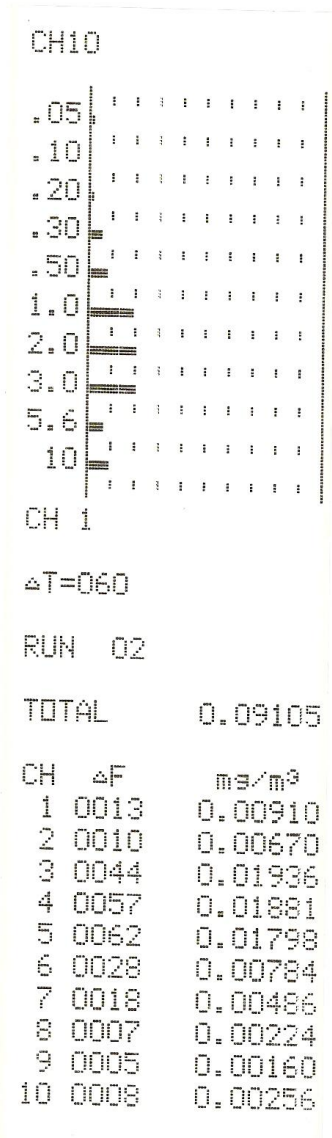 CH10
.05
.10
.20
.30
.50
1.0
2.0
3.0
5.6
10
CH 1
△T=060
RUN 02
TOTAL 0.09105
CH △F mg/m³
1 0013 0.00910
2 0010 0.00670
3 0044 0.01936
4 0057 0.01881
5 0062 0.01798
6 0028 0.00784
7 0018 0.00486
8 0007 0.00224
9 0005 0.00160
10 0008 0.00256